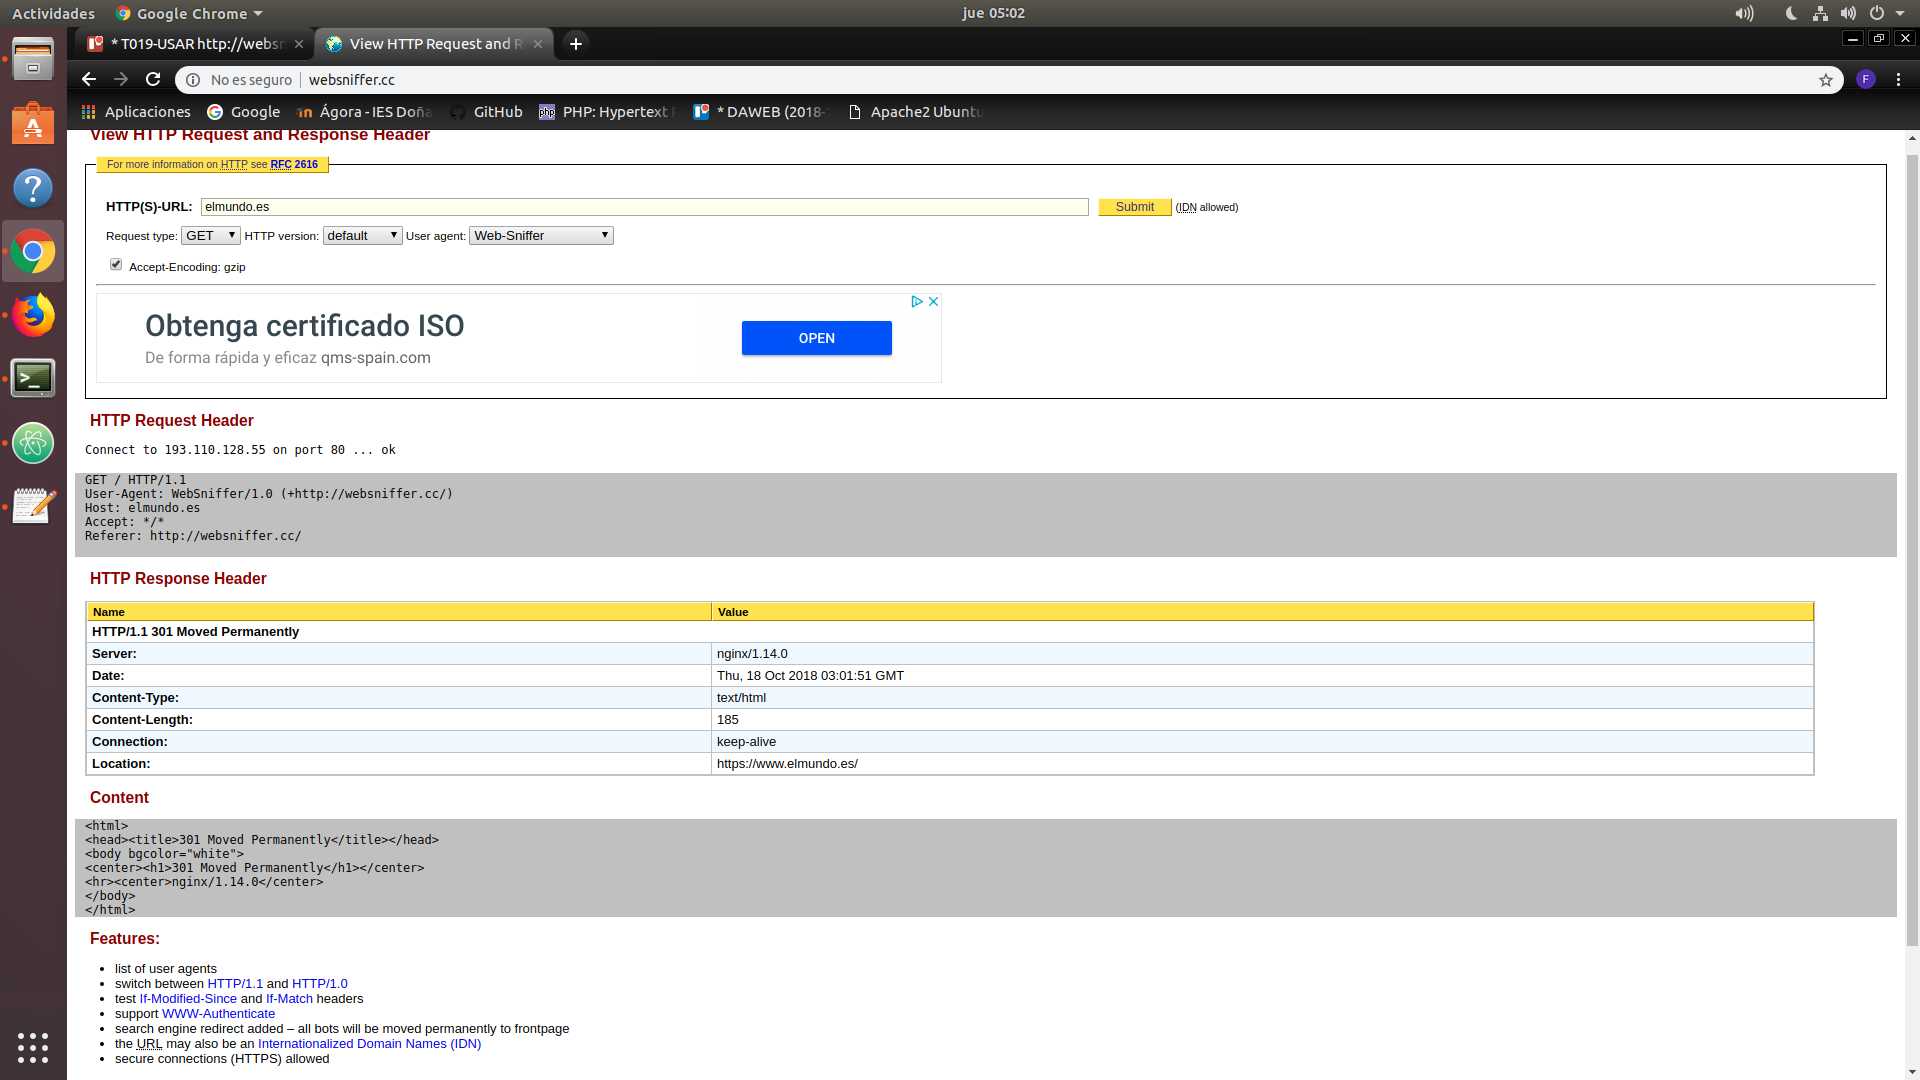 Actividades
Google Chrome
jue 05:02
* T019-USAR http://websn
View HTTP Request and R
No es seguro
websniffer.cc
F
Aplicaciones
Google
Ágora - IES Doña
GitHub
php
PHP: Hypertext
* DAWEB (2018-
Apache2 Ubuntu
View HTTP Request and Response Header
For more information on HTTP see RFC 2616
HTTP(S)-URL: elmundo.es Submit (IDN allowed)
Request type: GET HTTP version: default User agent: Web-Sniffer
Accept-Encoding: gzip
Obtenga certificado ISO
De forma rápida y eficaz qms-spain.com
OPEN
HTTP Request Header
Connect to 193.110.128.55 on port 80 ... ok
GET / HTTP/1.1
User-Agent: WebSniffer/1.0 (+http://websniffer.cc/)
Host: elmundo.es
Accept: */*
Referer: http://websniffer.cc/
HTTP Response Header
Name Value
HTTP/1.1 301 Moved Permanently
Server: nginx/1.14.0
Date: Thu, 18 Oct 2018 03:01:51 GMT
Content-Type: text/html
Content-Length: 185
Connection: keep-alive
Location: https://www.elmundo.es/
Content
<html>
<head><title>301 Moved Permanently</title></head>
<body bgcolor="white">
<center><h1>301 Moved Permanently</h1></center>
<hr><center>nginx/1.14.0</center>
</body>
</html>
Features:
• list of user agents
• switch between HTTP/1.1 and HTTP/1.0
• test If-Modified-Since and If-Match headers
• support WWW-Authenticate
• search engine redirect added – all bots will be moved permanently to frontpage
• the URL may also be an Internationalized Domain Names (IDN)
• secure connections (HTTPS) allowed